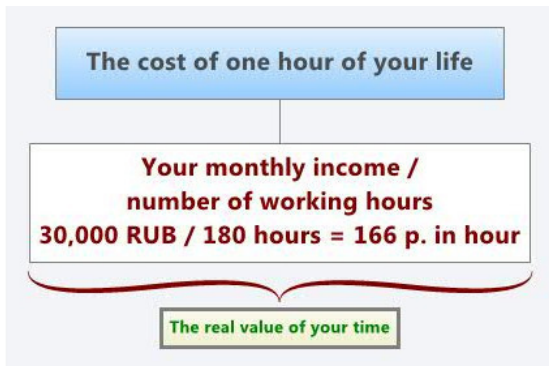 The cost of one hour of your life
Your monthly income /
number of working hours
30,000 RUB / 180 hours = 166 p. in hour
The real value of your time